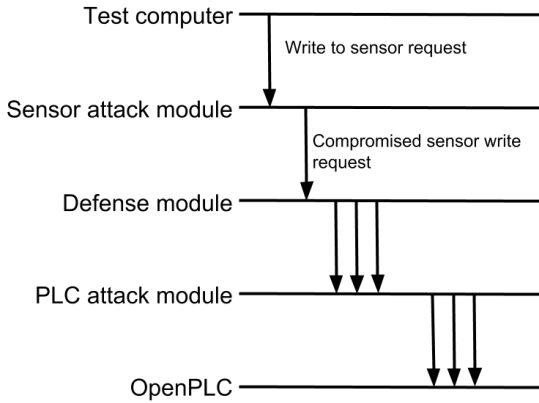 Test computer
Write to sensor request
Sensor attack module
Compromised sensor write
request
Defense module
PLC attack module
OpenPLC